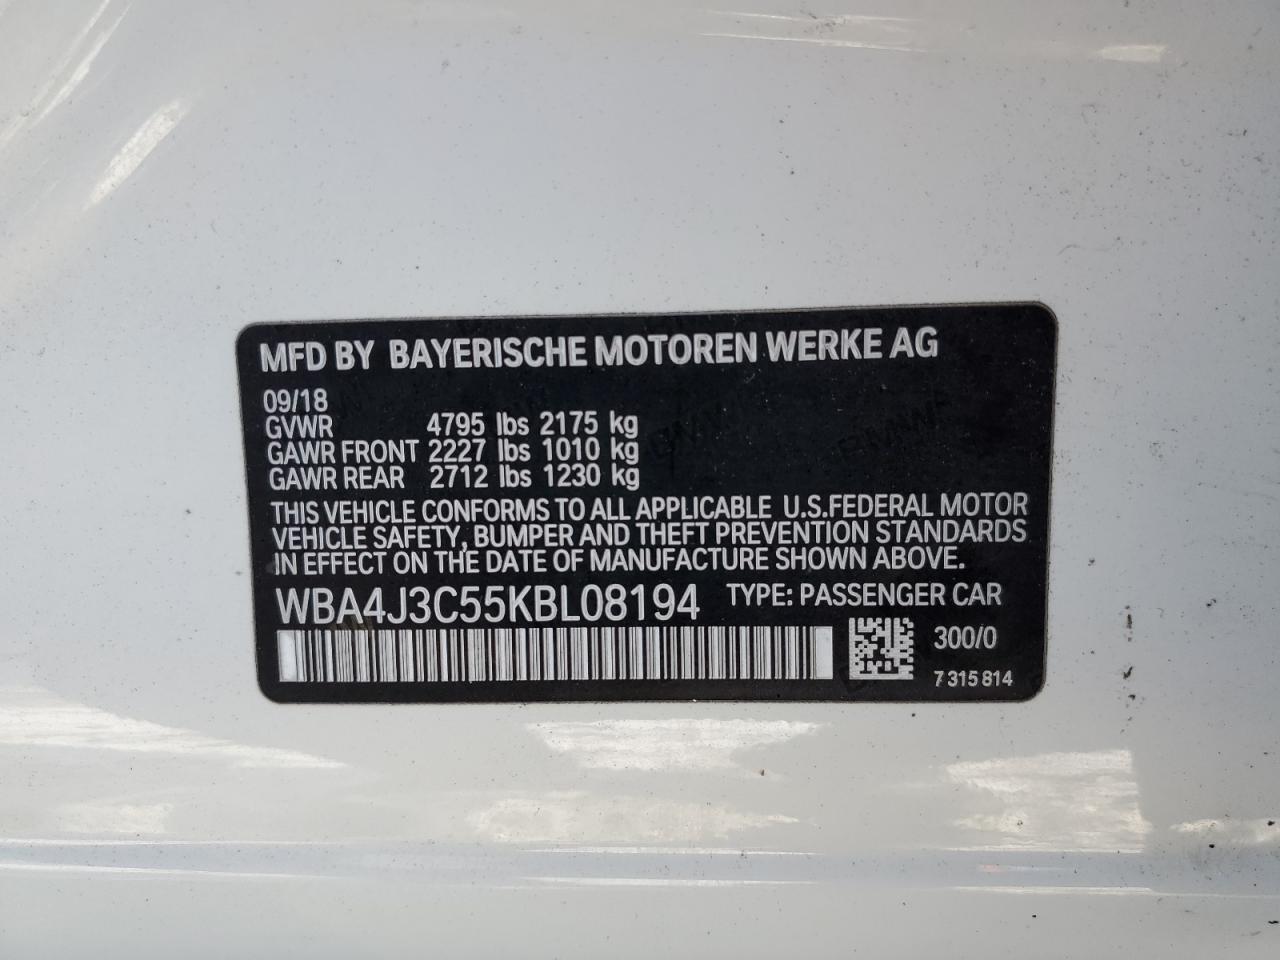 MFD BY BAYERISCHE MOTOREN WERKE AG
09/18
GVWR 4795 lbs 2175 kg
GAWR FRONT 2227 lbs 1010 kg
GAWR REAR 2712 lbs 1230 kg
THIS VEHICLE CONFORMS TO ALL APPLICABLE U.S.FEDERAL MOTOR
VEHICLE SAFETY, BUMPER AND THEFT PREVENTION STANDARDS
IN EFFECT ON THE DATE OF MANUFACTURE SHOWN ABOVE.
WBA4J3C55KBL08194 TYPE: PASSENGER CAR
300/0
7 315 814